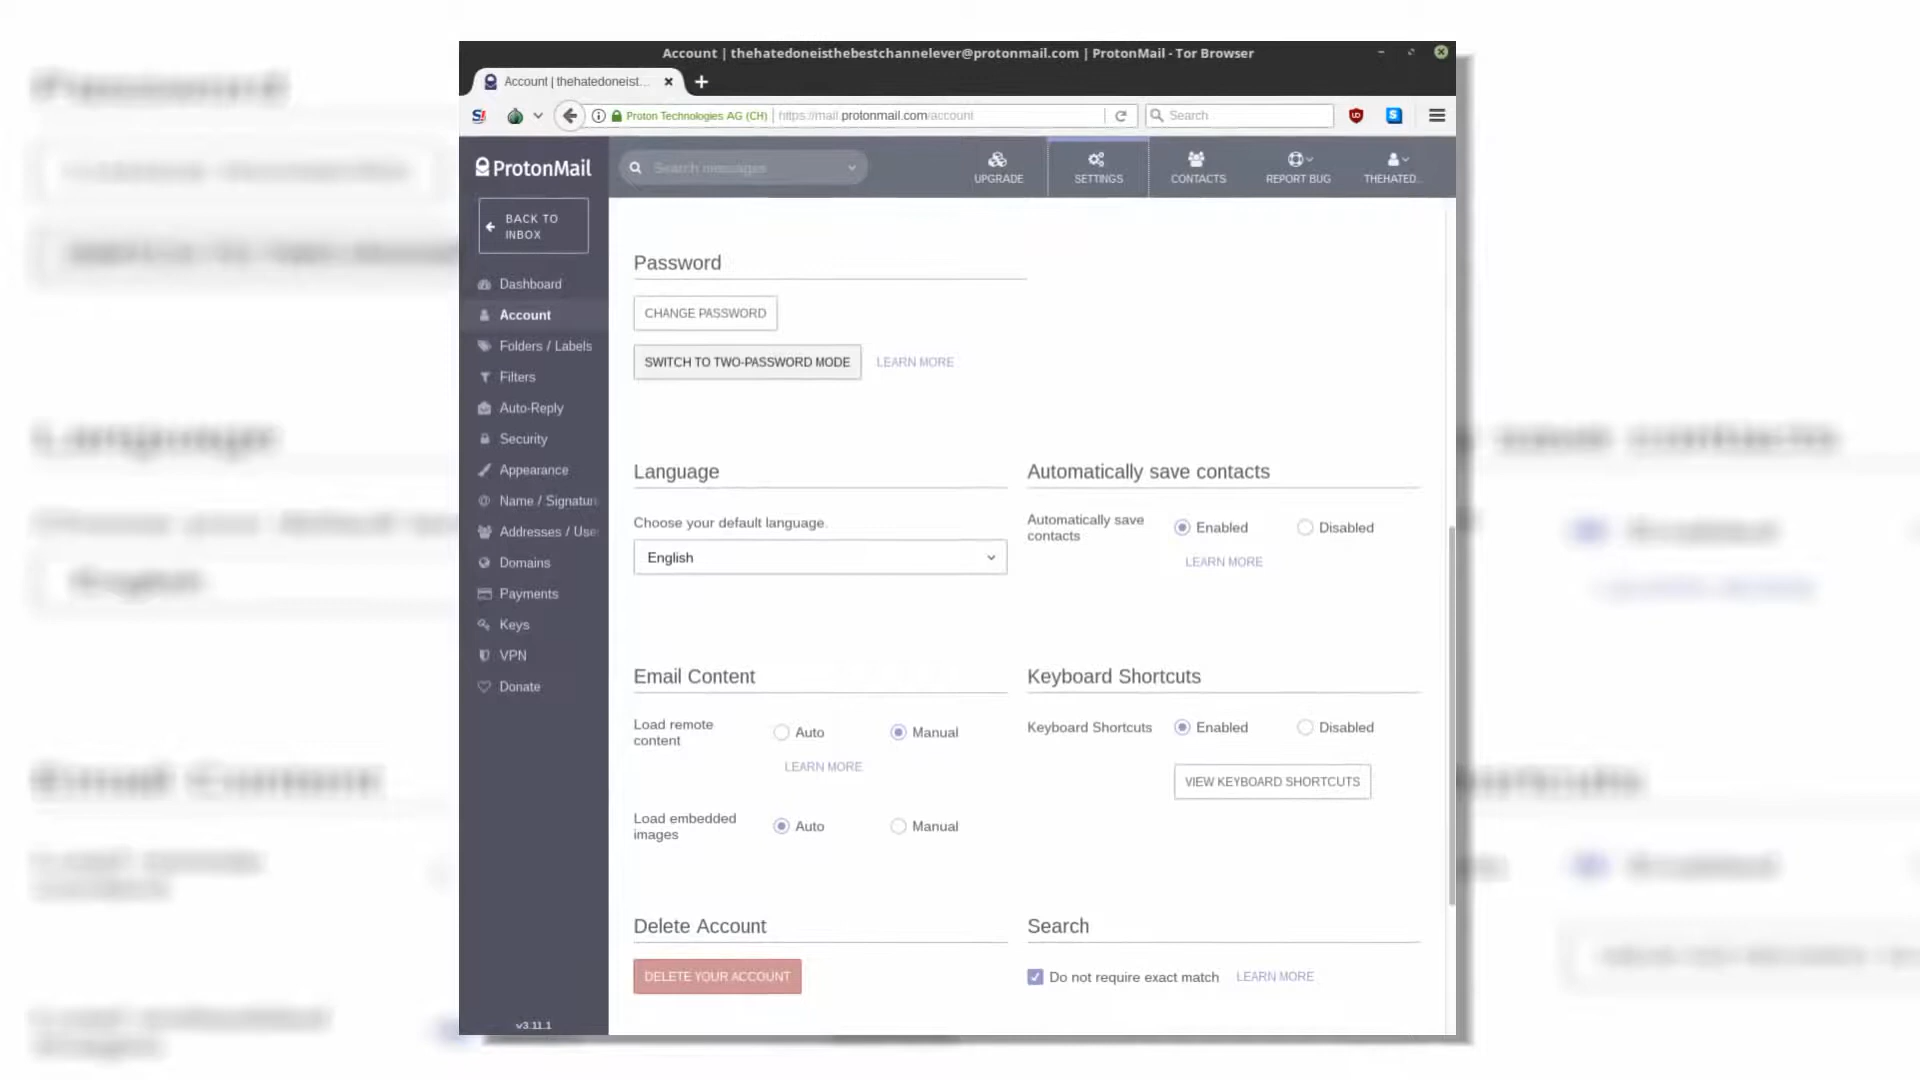 Account | thehatedoneisthebestchannelever@protonmail.com | ProtonMail - Tor Browser
Account | thehatedoneist...
Proton Technologies AG (CH) https://mail.protonmail.com/account Search
ProtonMail
Search messages
UPGRADE SETTINGS CONTACTS REPORT BUG THEHATED...
BACK TO
INBOX
Dashboard
Account
Folders / Labels
Filters
Auto-Reply
Security
Appearance
Name / Signatur
Addresses / Use
Domains
Payments
Keys
VPN
Donate
v3.11.1
Password
CHANGE PASSWORD
SWITCH TO TWO-PASSWORD MODE LEARN MORE
Language
Choose your default language.
English
Automatically save contacts
Automatically save
contacts
Enabled Disabled
LEARN MORE
Email Content
Load remote
content
Auto Manual
LEARN MORE
Load embedded
images
Auto Manual
Keyboard Shortcuts
Keyboard Shortcuts Enabled Disabled
VIEW KEYBOARD SHORTCUTS
Delete Account
DELETE YOUR ACCOUNT
Search
Do not require exact match LEARN MORE